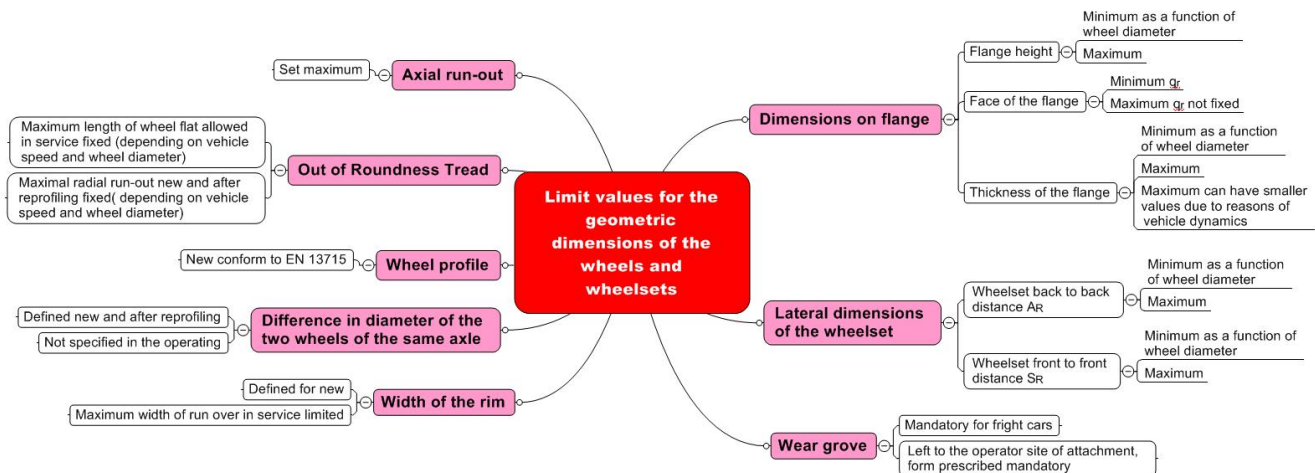 Limit values for the
geometric
dimensions of the
wheels and
wheelsets
Axial run-out
Set maximum
Out of Roundness Tread
Maximum length of wheel flat allowed
in service fixed (depending on vehicle
speed and wheel diameter)
Maximal radial run-out new and after
reprofiling fixed( depending on vehicle
speed and wheel diameter)
Wheel profile
New conform to EN 13715
Difference in diameter of the
two wheels of the same axle
Defined new and after reprofiling
Not specified in the operating
Width of the rim
Defined for new
Maximum width of run over in service limited
Dimensions on flange
Flange height
Minimum as a function of
wheel diameter
Maximum
Face of the flange
Minimum qr
Maximum qr not fixed
Thickness of the flange
Minimum as a function
of wheel diameter
Maximum
Maximum can have smaller
values due to reasons of
vehicle dynamics
Lateral dimensions
of the wheelset
Wheelset back to back
distance AR
Minimum as a function
of wheel diameter
Maximum
Wheelset front to front
distance SR
Minimum as a function of
wheel diameter
Maximum
Wear grove
Mandatory for fright cars
Left to the operator site of attachment,
form prescribed mandatory